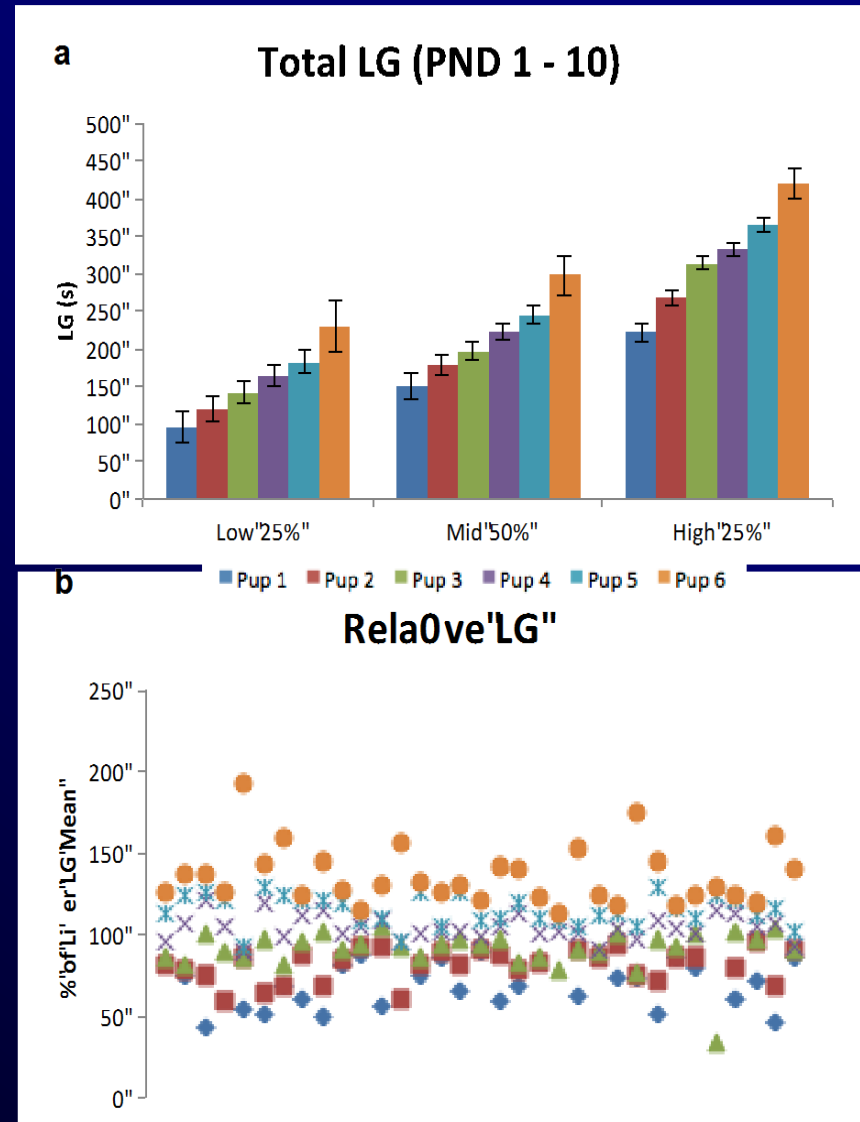 a
Total LG (PND 1 - 10)
500"
450"
400"
350"
300"
250"
200"
150"
100"
50"
0"
LG (s)
Low"25%"
Mid"50%"
High"25%"
Pup 1
Pup 2
Pup 3
Pup 4
Pup 5
Pup 6
b
Rela0ve'LG"
250"
200"
150"
100"
50"
0"
%'of'Li' er'LG'Mean"